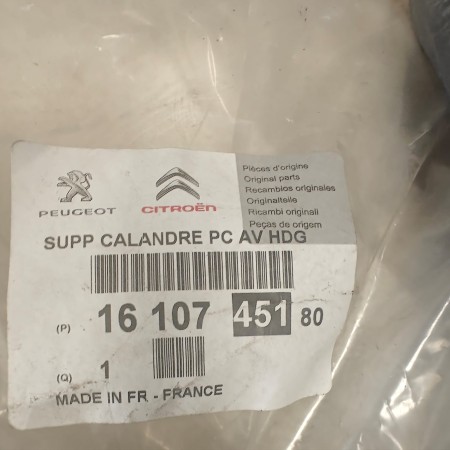 PEUGEOT
CITROËN
Pièces d'origine
Original parts
Recambios originales
Originalteile
Ricambi originali
Peças de origem
SUPP CALANDRE PC AV HDG
(P) 16 107 451 80
(Q) 1
MADE IN FR - FRANCE